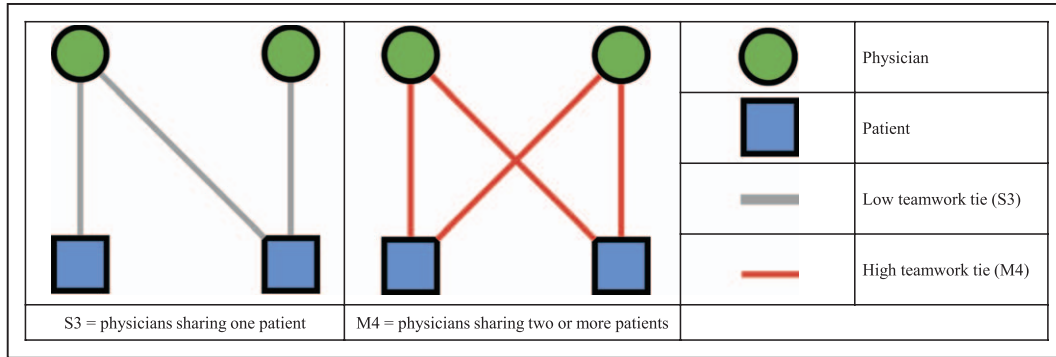 Physician
Patient
Low teamwork tie (S3)
High teamwork tie (M4)
S3 = physicians sharing one patient
M4 = physicians sharing two or more patients